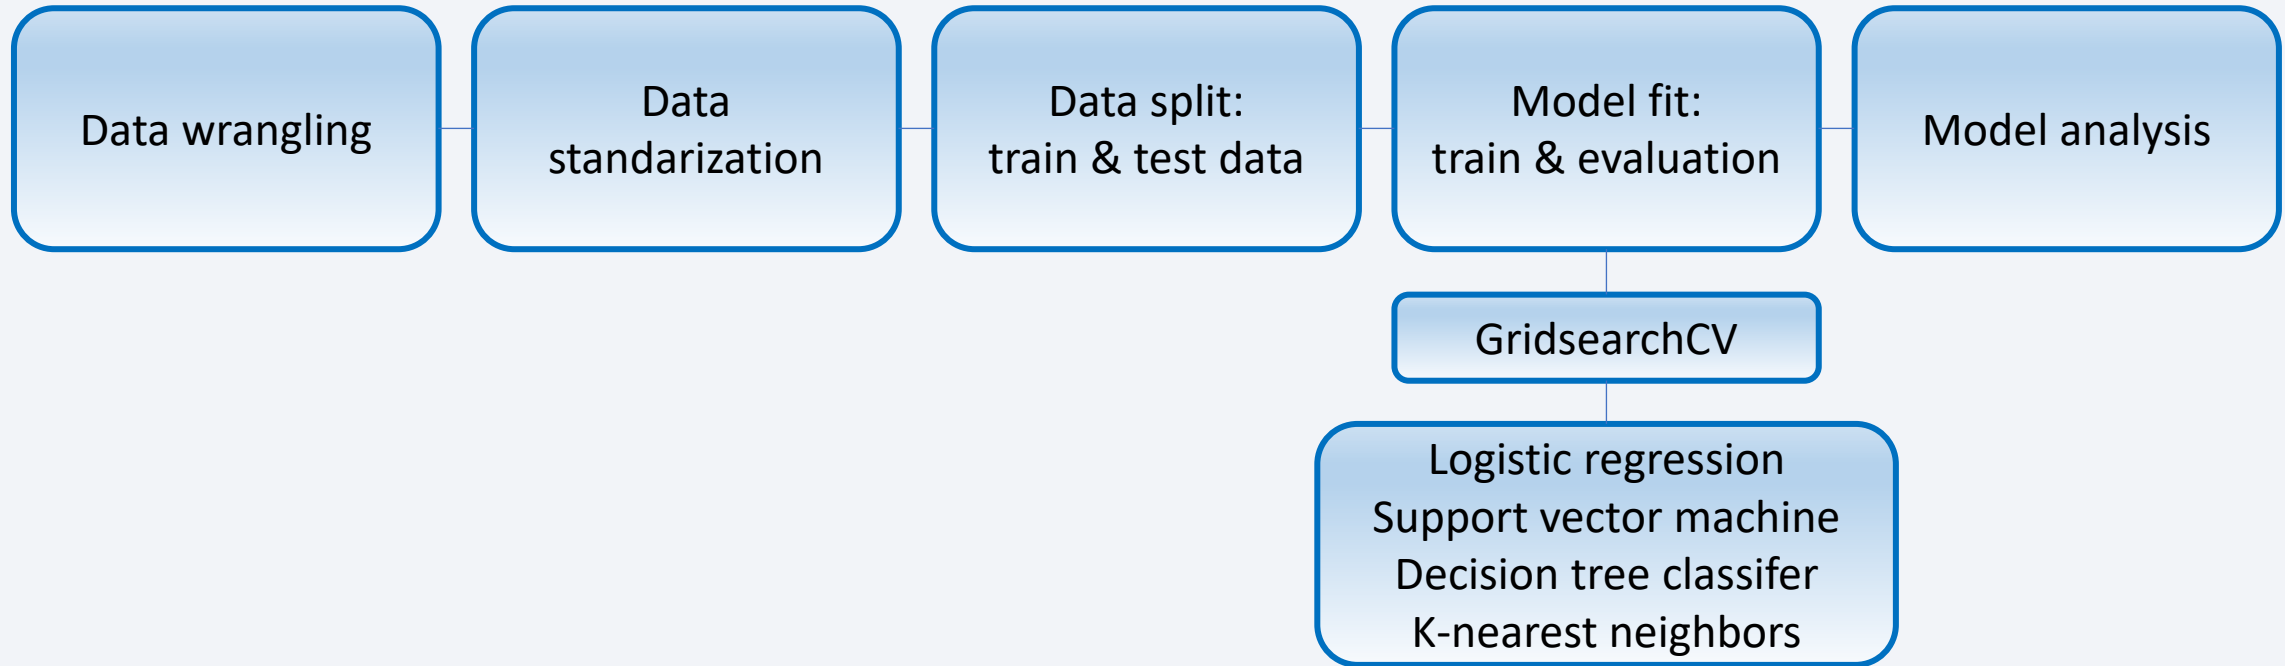 Data wrangling
Data
standarization
Data split:
train & test data
Model fit:
train & evaluation
Model analysis
GridsearchCV
Logistic regression
Support vector machine
Decision tree classifer
K-nearest neighbors